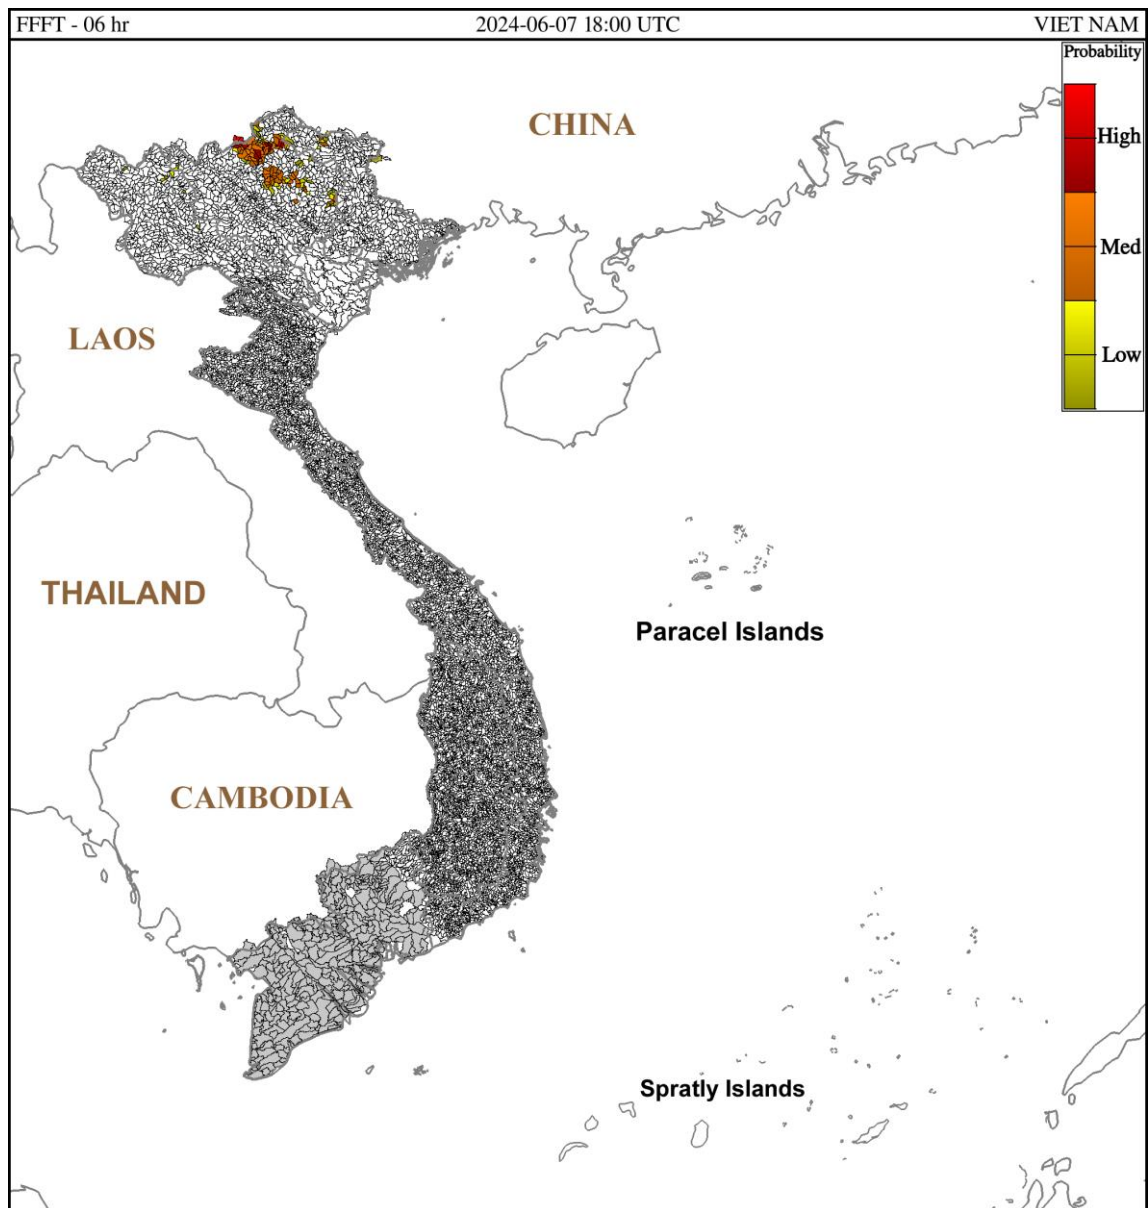 FFFT - 06 hr 2024-06-07 18:00 UTC VIET NAM
Probability
CHINA
High
Med
LAOS
Low
THAILAND
Paracel Islands
CAMBODIA
Spratly Islands